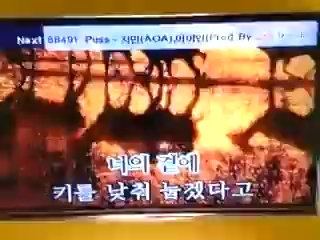 Next 88491 Puss - 지민(AOA),아이언(Prod By
너의 곁에
키를 낮춰 눕겠다고